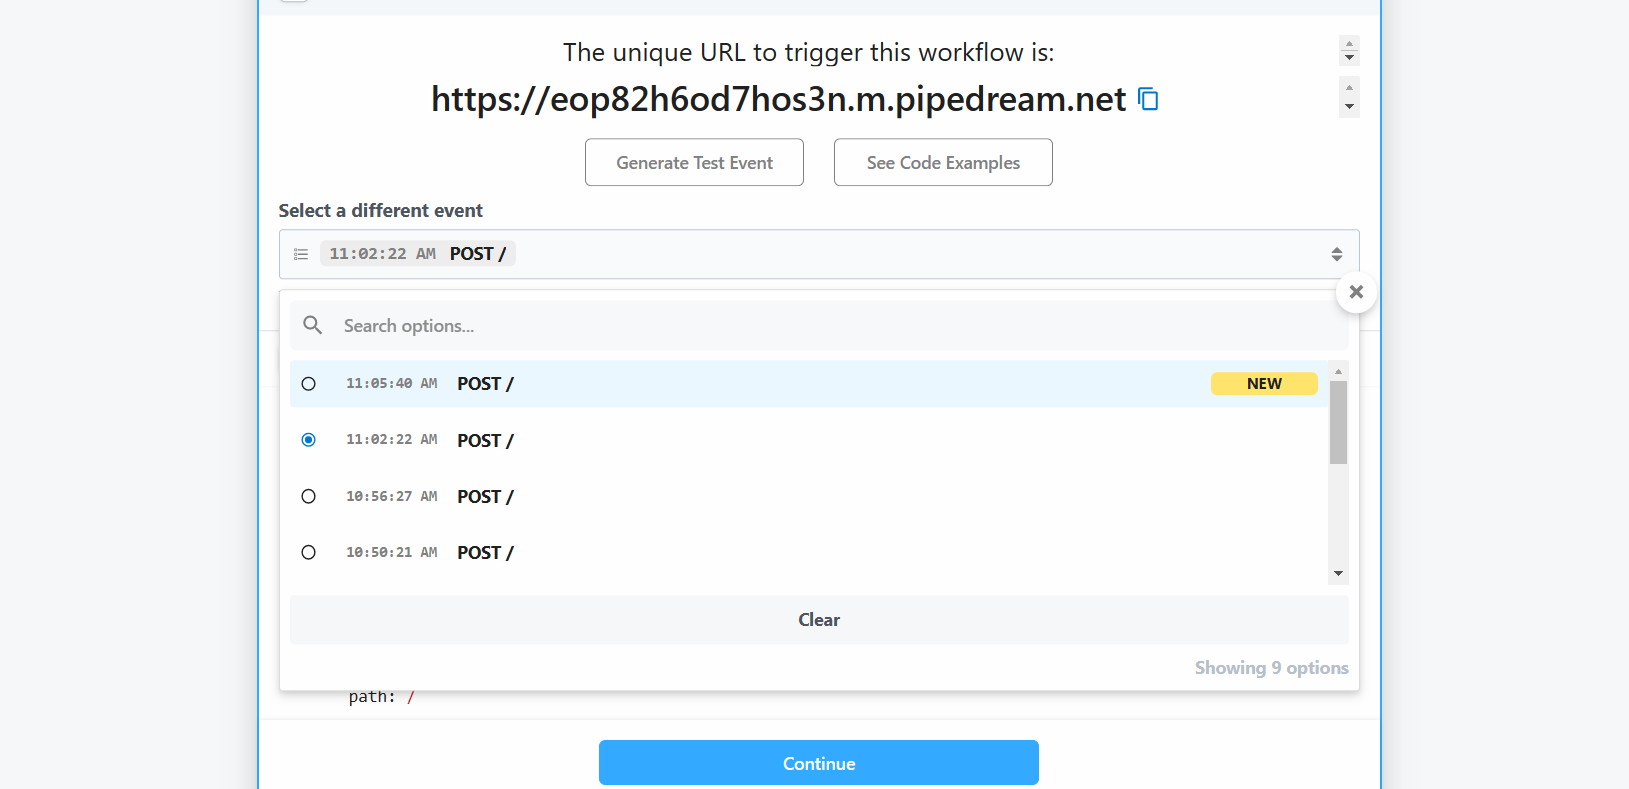 The unique URL to trigger this workflow is:
https://eop82h6od7hos3n.m.pipedream.net
Generate Test Event See Code Examples
Select a different event
11:02:22 AM POST /
Search options...
11:05:40 AM POST / NEW
11:02:22 AM POST /
10:56:27 AM POST /
10:50:21 AM POST /
Clear
Showing 9 options
path: /
Continue